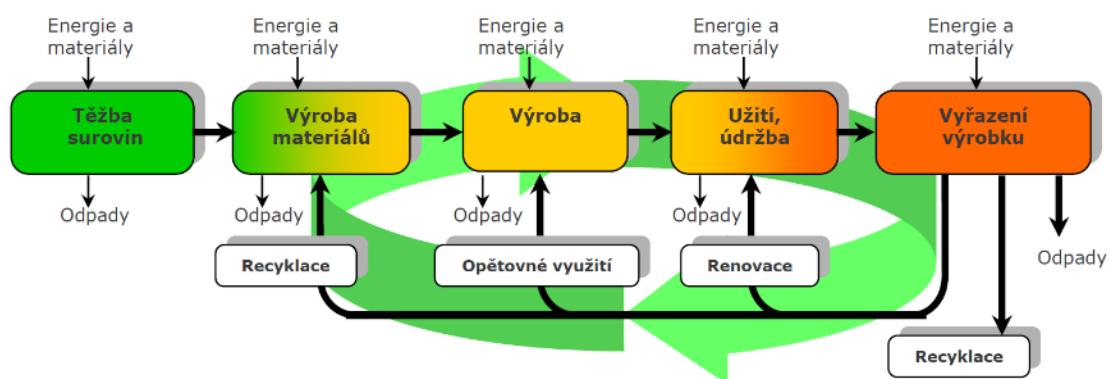 Energie a
materiály
Energie a
materiály
Energie a
materiály
Energie a
materiály
Energie a
materiály
Těžba
surovin
Výroba
materiálů
Výroba
Užití,
údržba
Vyřazení
výrobku
Odpady
Odpady
Odpady
Odpady
Odpady
Recyklace
Opětovné využití
Renovace
Recyklace